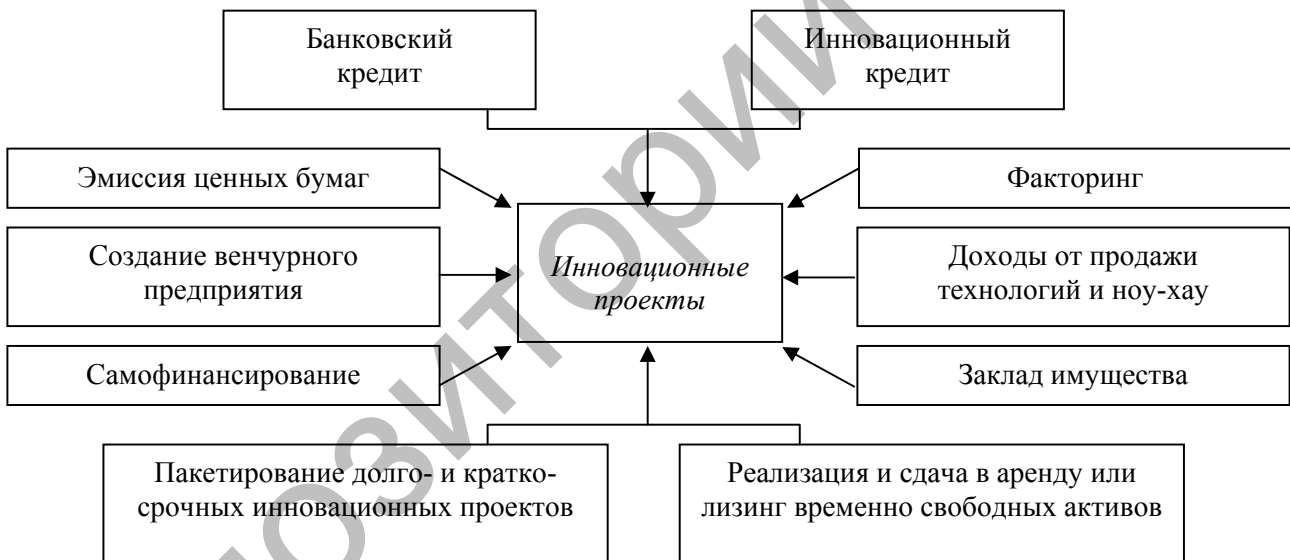 Банковский
кредит
Инновационный
кредит
Эмиссия ценных бумаг
Факторинг
Создание венчурного
предприятия
Инновационные
проекты
Доходы от продажи
технологий и ноу-хау
Самофинансирование
Заклад имущества
Пакетирование долго- и кратко-
срочных инновационных проектов
Реализация и сдача в аренду или
лизинг временно свободных активов